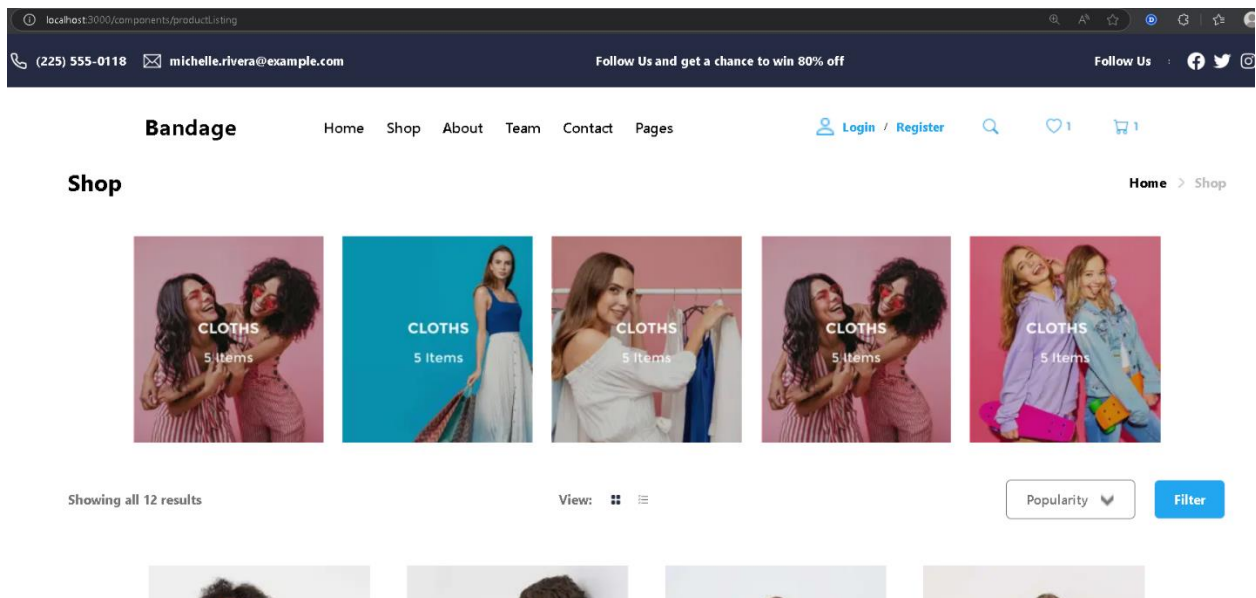 localhost:3000/components/productListing
(225) 555-0118 michelle.rivera@example.com Follow Us and get a chance to win 80% off Follow Us :
Bandage Home Shop About Team Contact Pages Login / Register 1 1
Shop Home > Shop
CLOTHS CLOTHS CLOTHS CLOTHS CLOTHS
5 Items 5 Items 5 Items 5 Items 5 Items
Showing all 12 results View: Popularity Filter